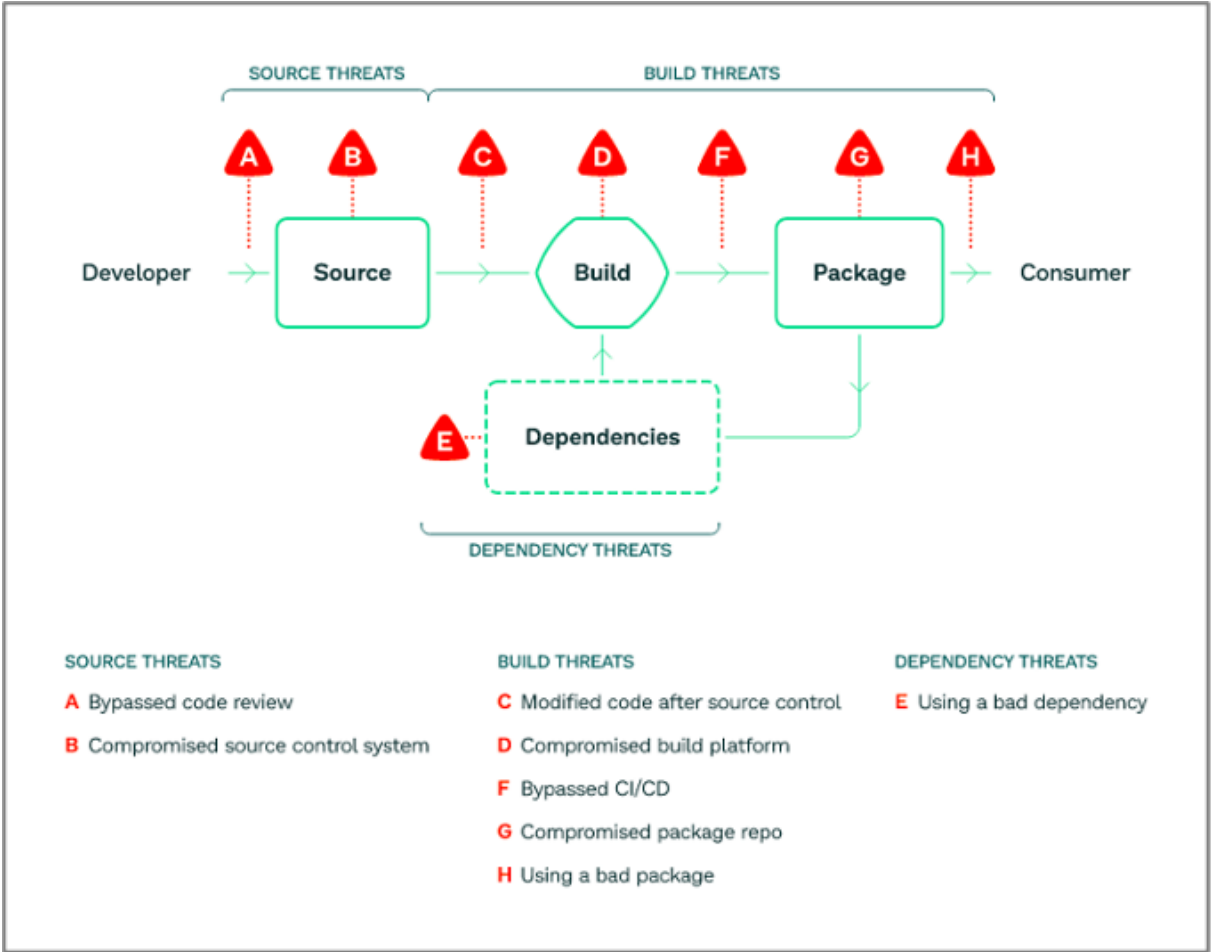 SOURCE THREATS
BUILD THREATS
A
B
C
D
F
G
H
Developer
Source
Build
Package
Consumer
E
Dependencies
DEPENDENCY THREATS
SOURCE THREATS
A Bypassed code review
B Compromised source control system
BUILD THREATS
C Modified code after source control
D Compromised build platform
F Bypassed CI/CD
G Compromised package repo
H Using a bad package
DEPENDENCY THREATS
E Using a bad dependency